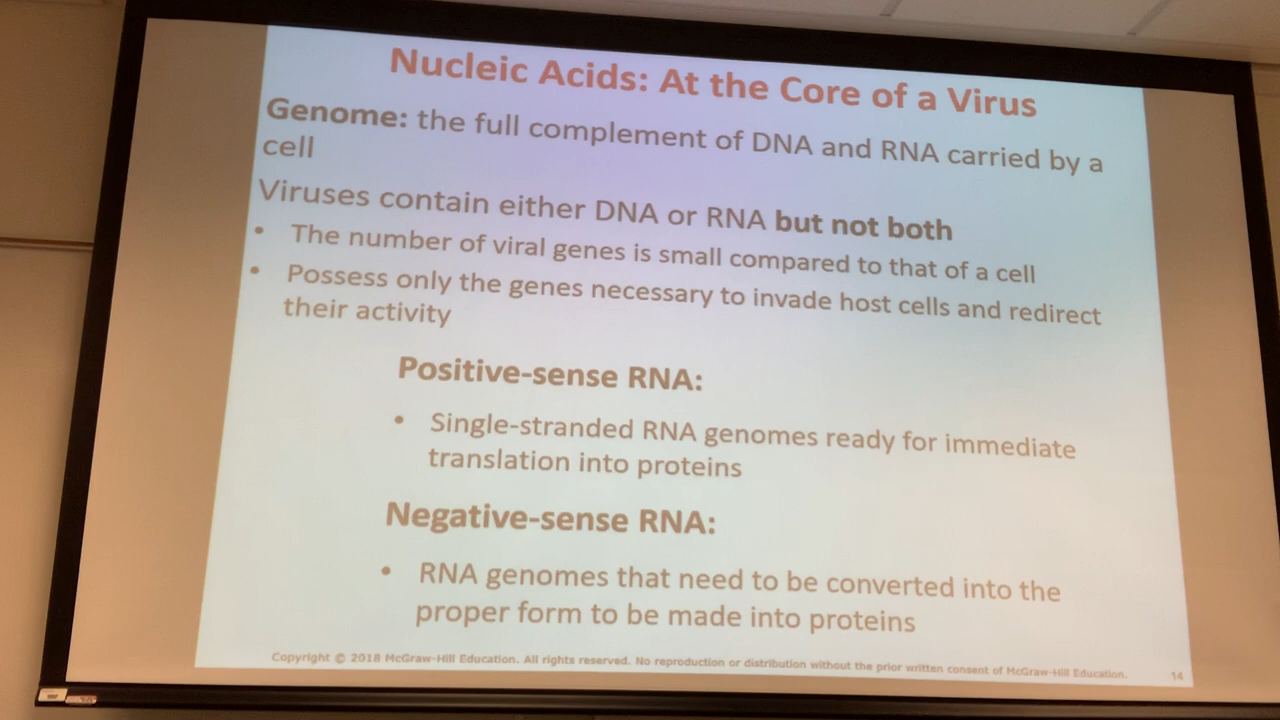 Nucleic Acids: At the Core of a Virus
Genome: the full complement of DNA and RNA carried by a
cell
Viruses contain either DNA or RNA but not both
• The number of viral genes is small compared to that of a cell
• Possess only the genes necessary to invade host cells and redirect
their activity
Positive-sense RNA:
• Single-stranded RNA genomes ready for immediate
translation into proteins
Negative-sense RNA:
• RNA genomes that need to be converted into the
proper form to be made into proteins
Copyright © 2018 McGraw-Hill Education. All rights reserved. No reproduction or distribution without the prior written consent of McGraw-Hill Education.
14